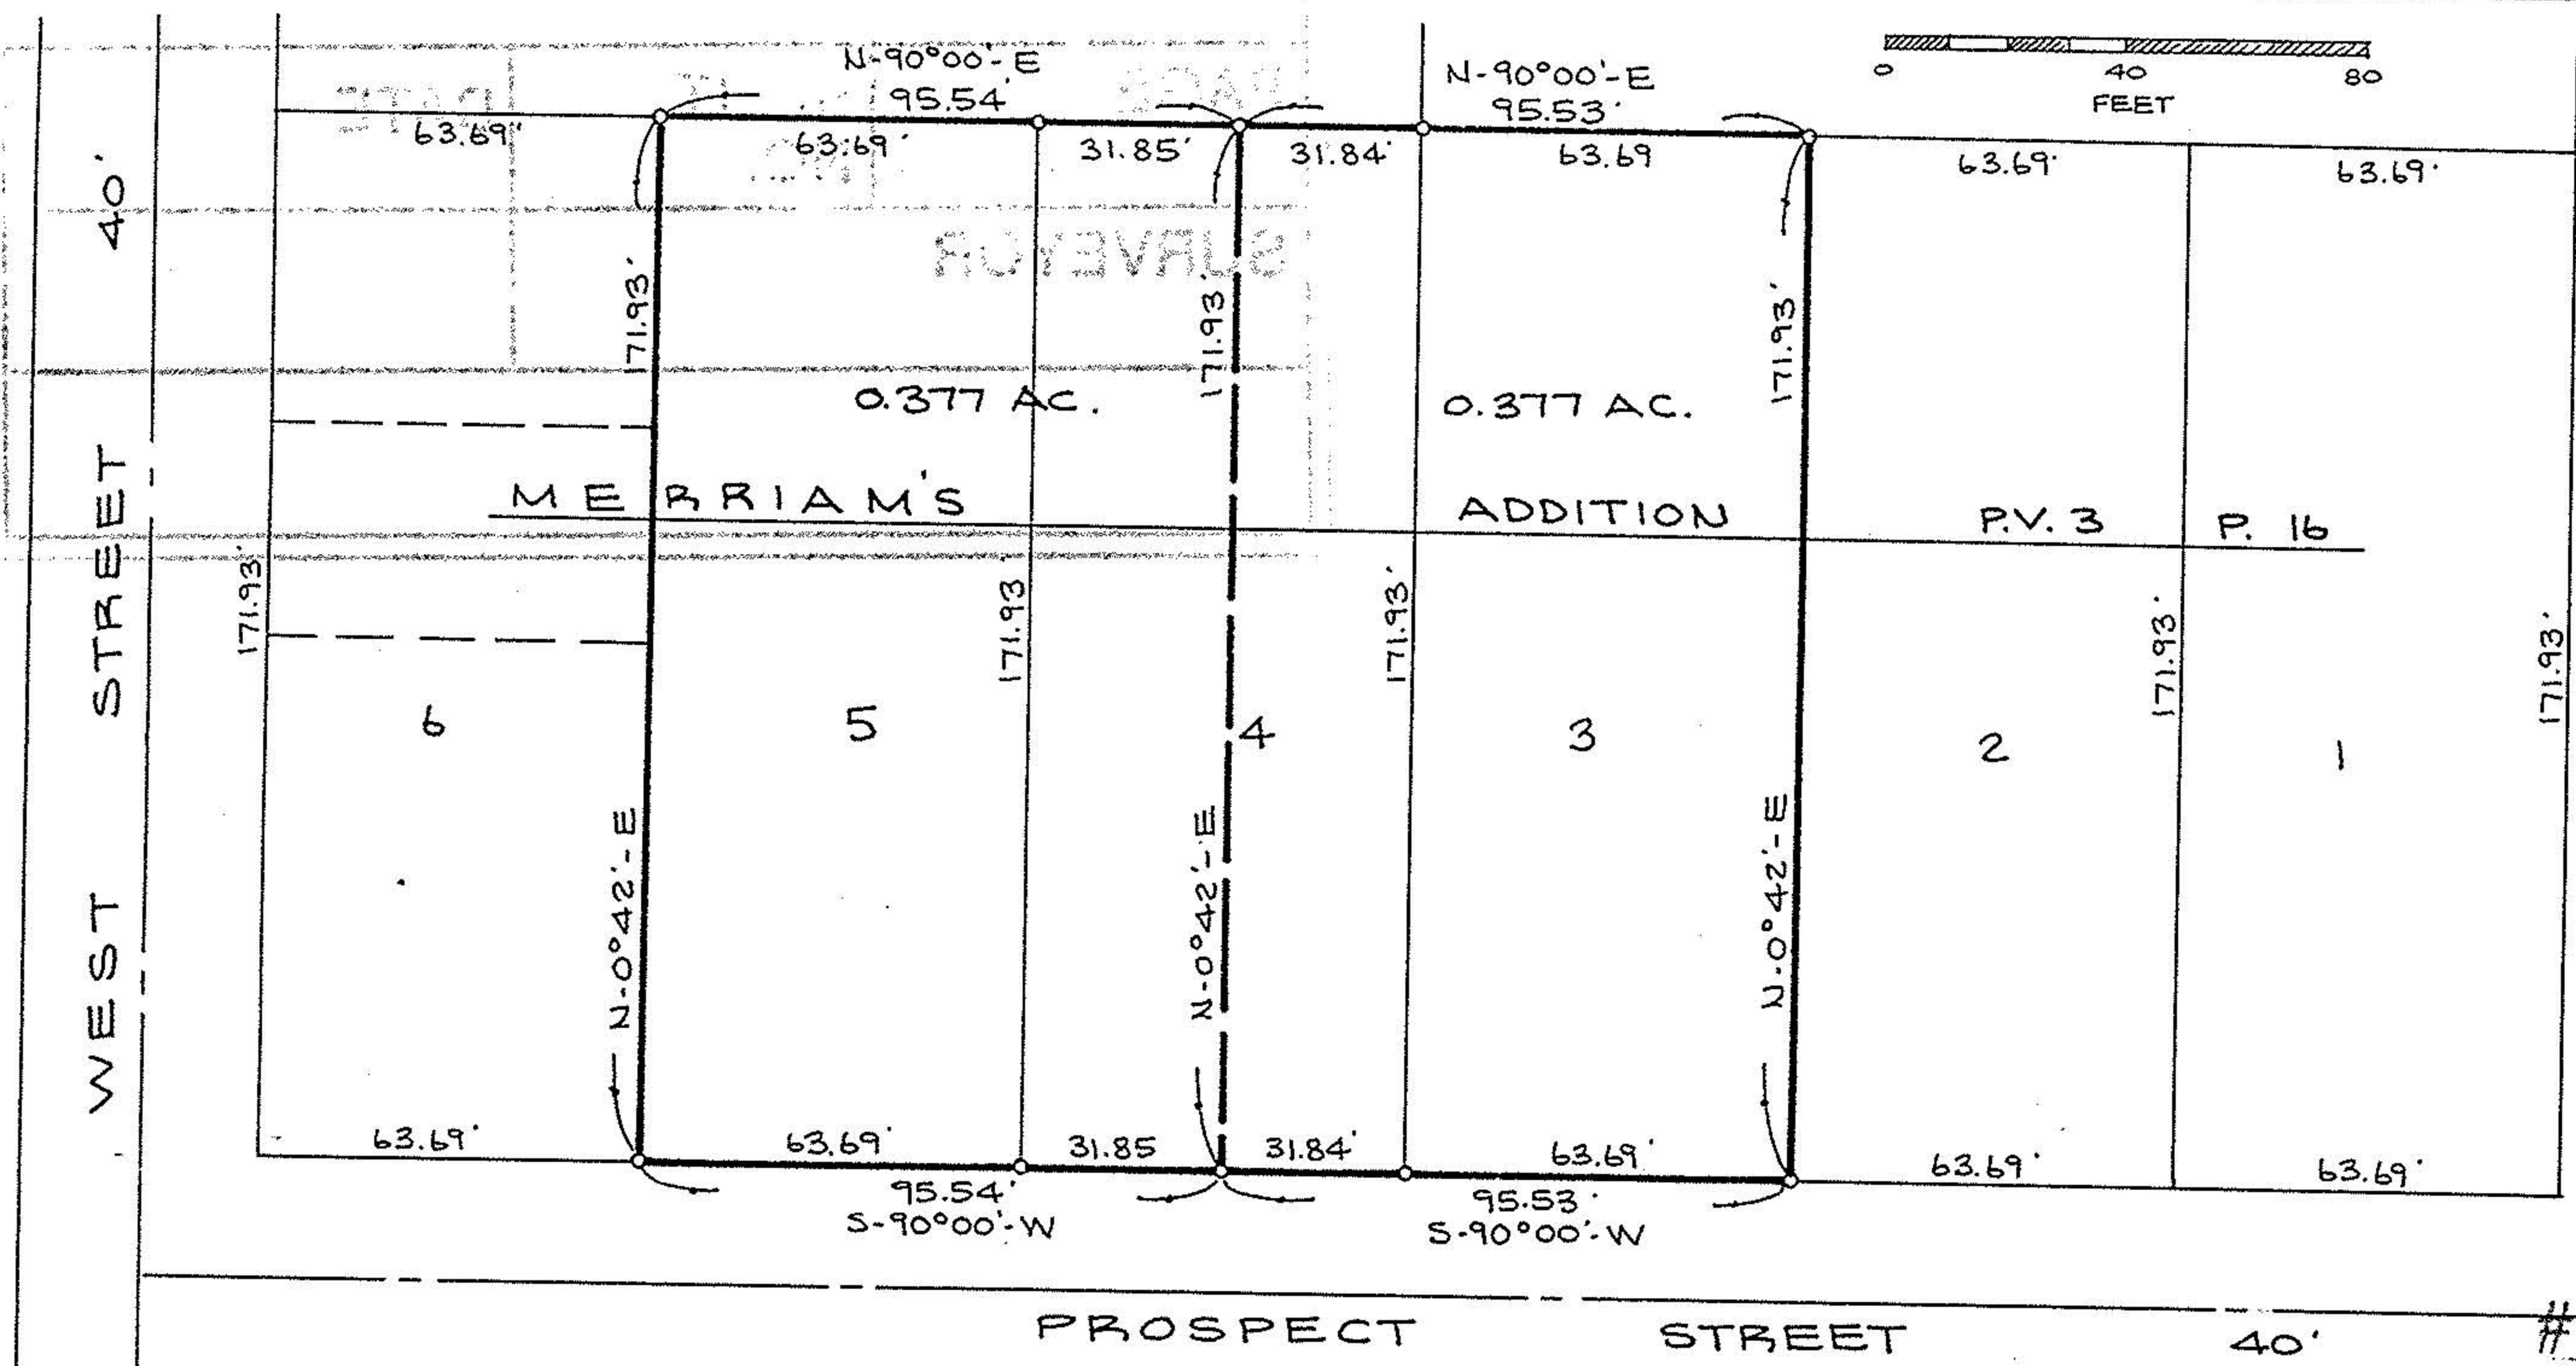 N-90°00'-E
95.54'
N-90°00'-E
95.53'
0 40 80
FEET
63.69'
63.69'
31.85'
31.84'
63.69
63.69'
63.69'
SURVEYOR
DATE
PAGE
NO.
WEST STREET 40'
171.93'
171.93'
171.93'
0.377 AC.
0.377 AC.
MERRIAM'S ADDITION P.V. 3 P. 16
171.93'
171.93
171.93'
171.93'
171.93'
6 5 4 3 2 1
N-0°42'-E
N-0°42'-E
N-0°42'-E
63.69'
63.69'
31.85
31.84'
63.69'
63.69'
63.69'
95.54'
S-90°00'-W
95.53'
S-90°00'-W
PROSPECT STREET 40' #